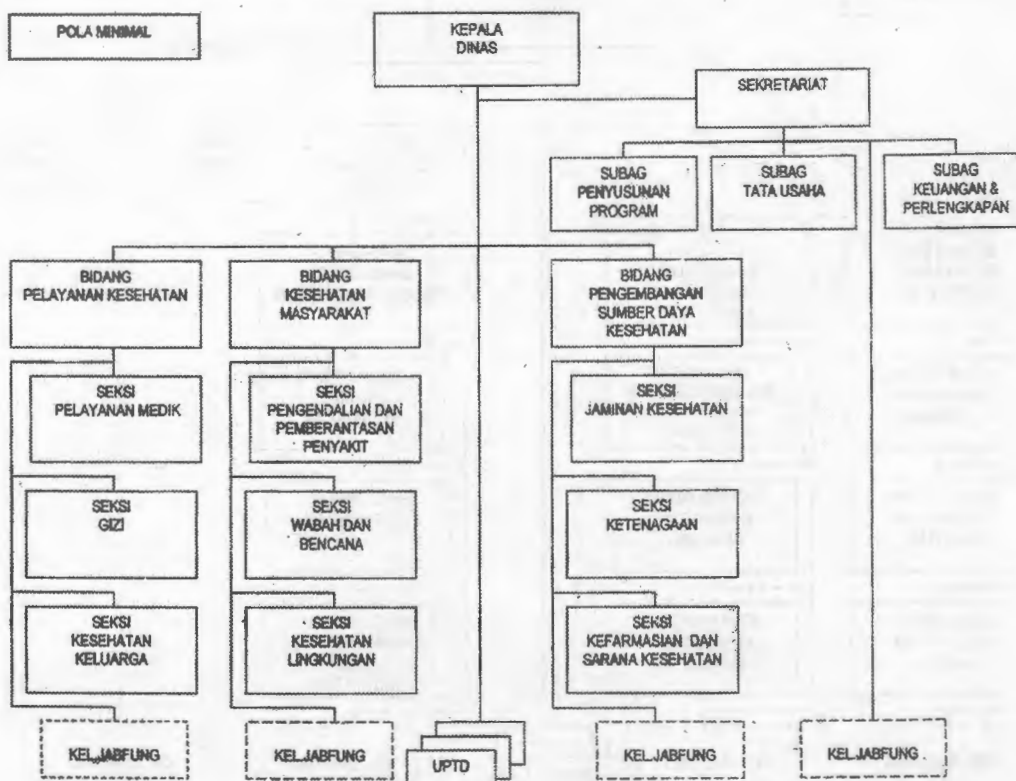 POLA MINIMAL
KEPALA
DINAS
SEKRETARIAT
SUBAG
PENYUSUNAN
PROGRAM
SUBAG
TATA USAHA
SUBAG
KEUANGAN &
PERLENGKAPAN
BIDANG
PELAYANAN KESEHATAN
BIDANG
KESEHATAN
MASYARAKAT
BIDANG
PENGEMBANGAN
SUMBER DAYA
KESEHATAN
SEKSI
PELAYANAN MEDIK
SEKSI
PENGENDALIAN DAN
PEMBERANTASAN
PENYAKIT
SEKSI
JAMINAN KESEHATAN
SEKSI
GIZI
SEKSI
WABAH DAN
BENCANA
SEKSI
KETENAGAAN
SEKSI
KESEHATAN
KELUARGA
SEKSI
KESEHATAN
LINGKUNGAN
SEKSI
KEFARMASIAN DAN
SARANA KESEHATAN
KEL JABFUNG
KEL JABFUNG
UPTD
KEL JABFUNG
KEL JABFUNG